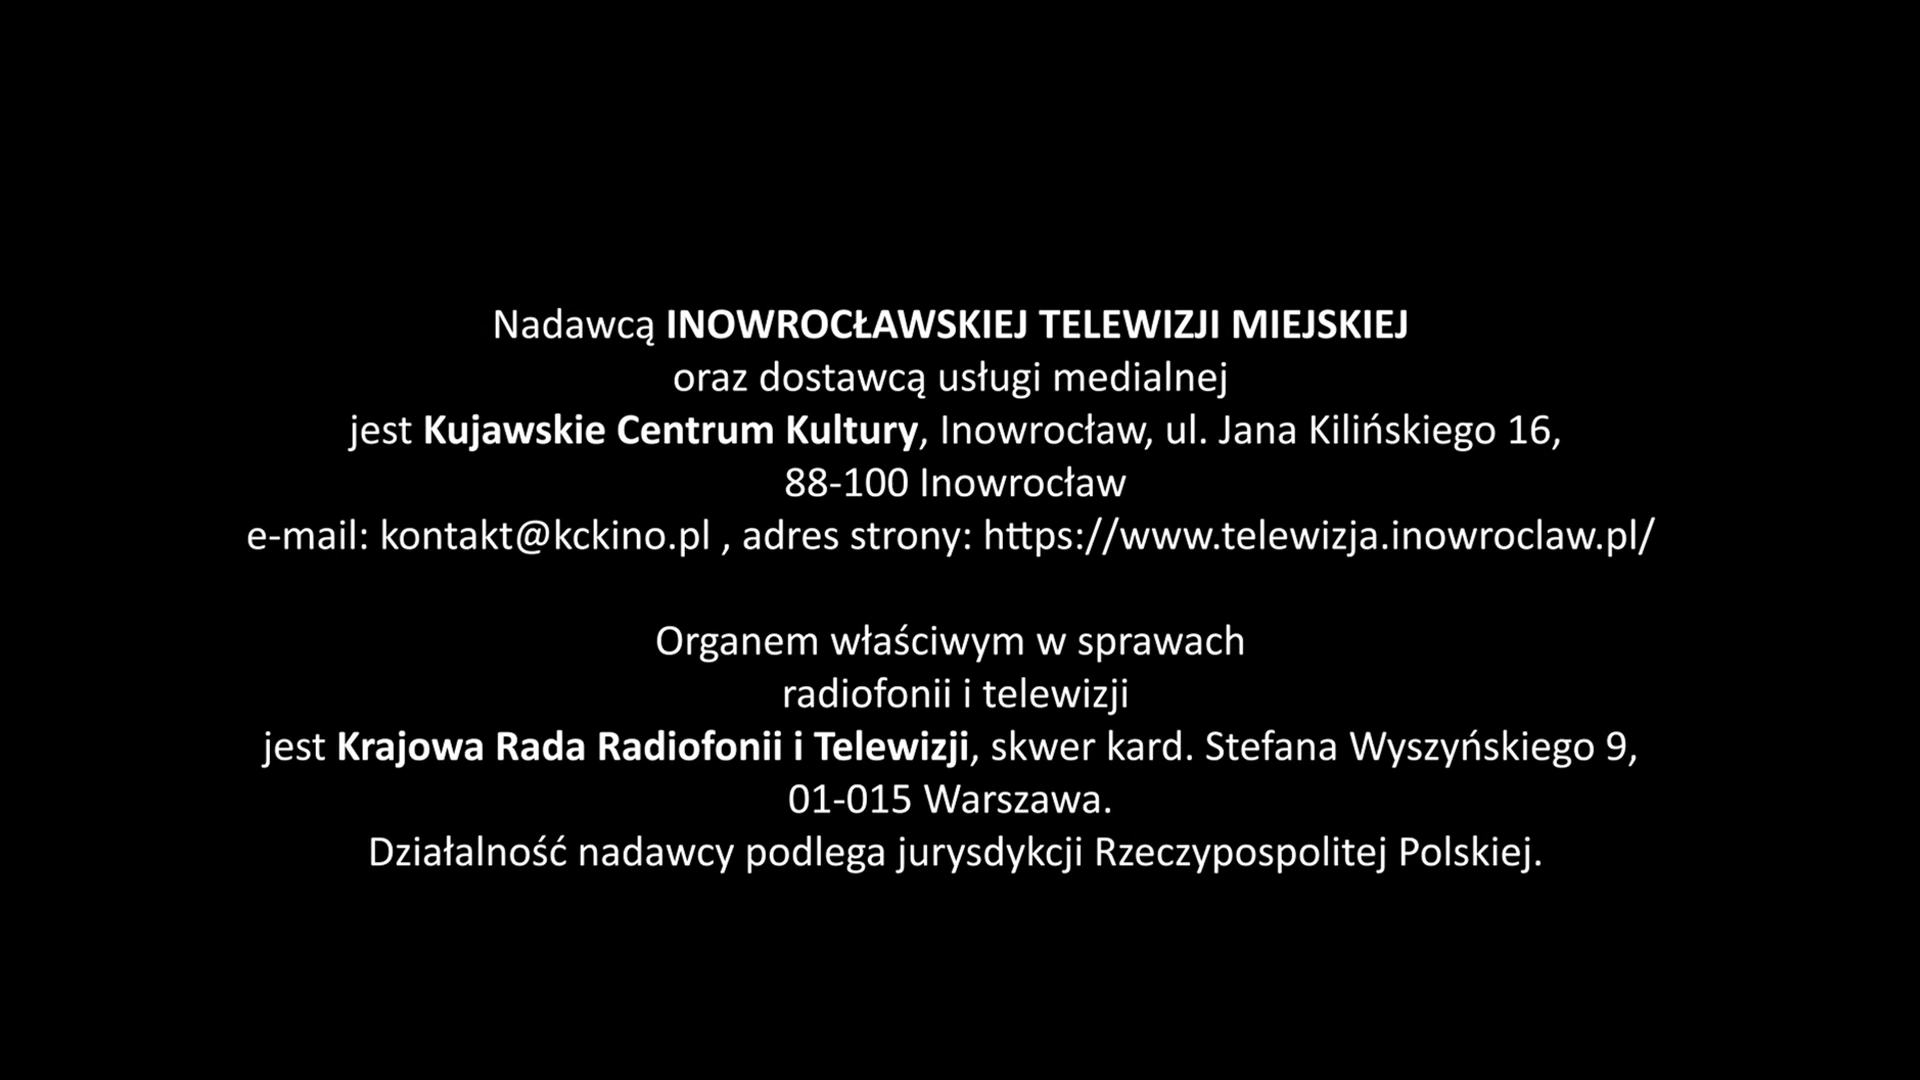 Nadawcą INOWROCŁAWSKIEJ TELEWIZJI MIEJSKIEJ
oraz dostawcą usługi medialnej
jest Kujawskie Centrum Kultury, Inowrocław, ul. Jana Kilińskiego 16,
88-100 Inowrocław
e-mail: kontakt@kckino.pl , adres strony: https://www.telewizja.inowroclaw.pl/
Organem właściwym w sprawach
radiofonii i telewizji
jest Krajowa Rada Radiofonii i Telewizji, skwer kard. Stefana Wyszyńskiego 9,
01-015 Warszawa.
Działalność nadawcy podlega jurysdykcji Rzeczypospolitej Polskiej.